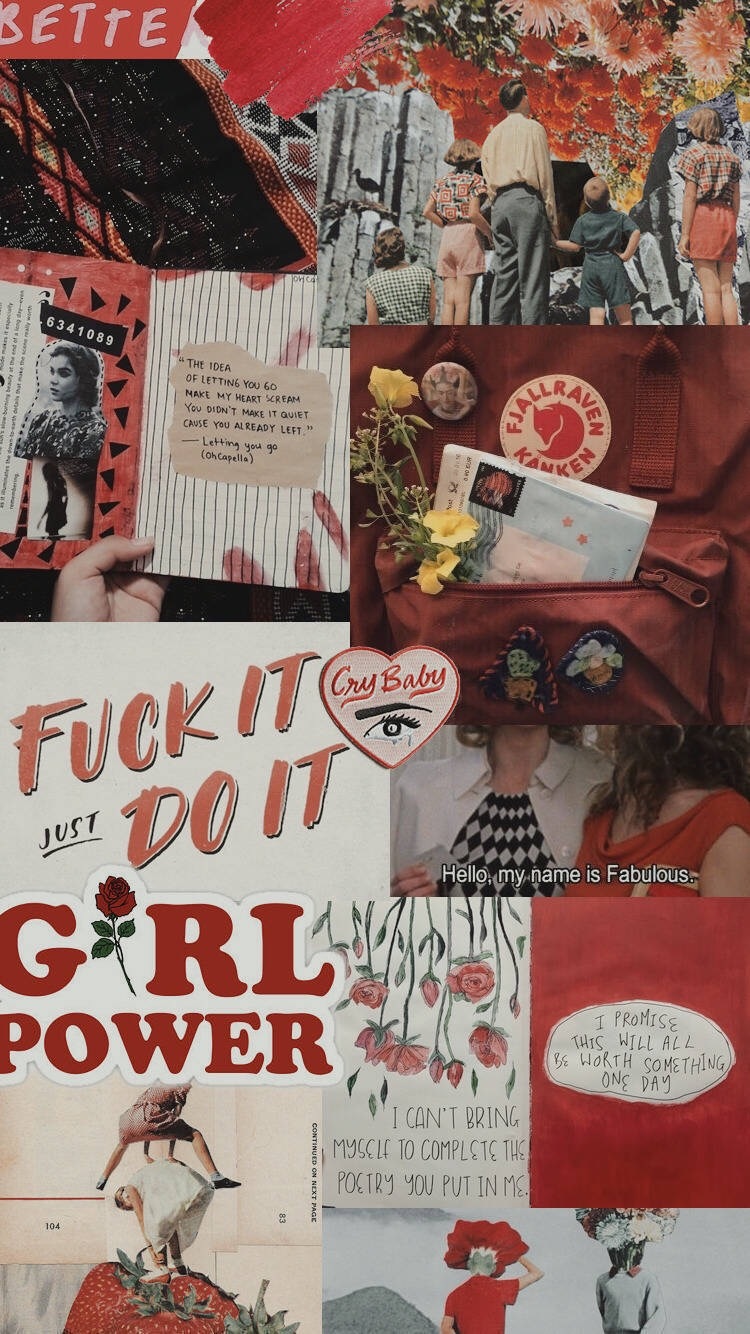 BETTE
6341089
"THE IDEA
OF LETTING YOU GO
MAKE MY HEART SCREAM
YOU DIDN'T MAKE IT QUIET
CAUSE YOU ALREADY LEFT."
— Letting you go
(OhCapella)
FJÄLLRÄVEN
KÅNKEN
FUCK IT
JUST DO IT
Cry Baby
Hello, my name is Fabulous.
GIRL
POWER
I CAN'T BRING
MYSELF TO COMPLETE THE
POETRY YOU PUT IN ME.
I PROMISE
THIS WILL ALL
BE WORTH SOMETHING
ONE DAY
CONTINUED ON NEXT PAGE
104
83